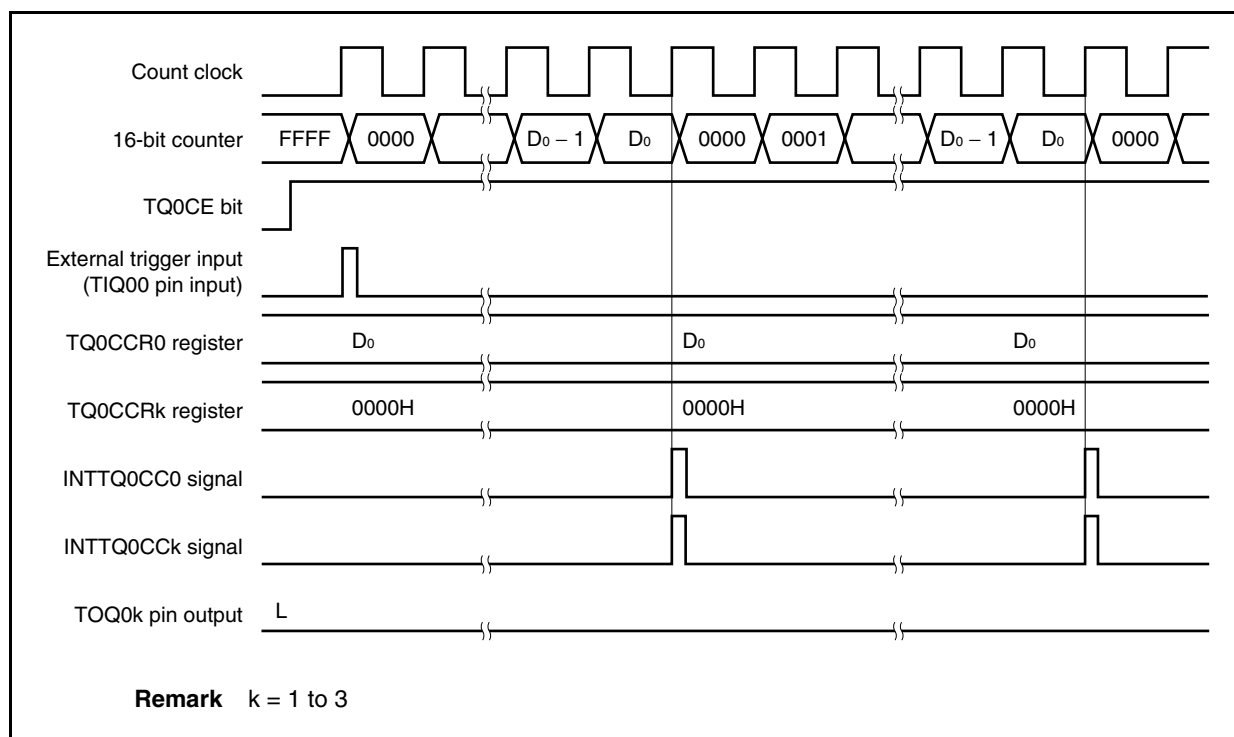 Count clock
16-bit counter FFFF 0000 D0 − 1 D0 0000 0001 D0 − 1 D0 0000
TQ0CE bit
External trigger input
(TIQ00 pin input)
TQ0CCR0 register D0 D0 D0
TQ0CCRk register 0000H 0000H 0000H
INTTQ0CC0 signal
INTTQ0CCk signal
TOQ0k pin output L
Remark k = 1 to 3